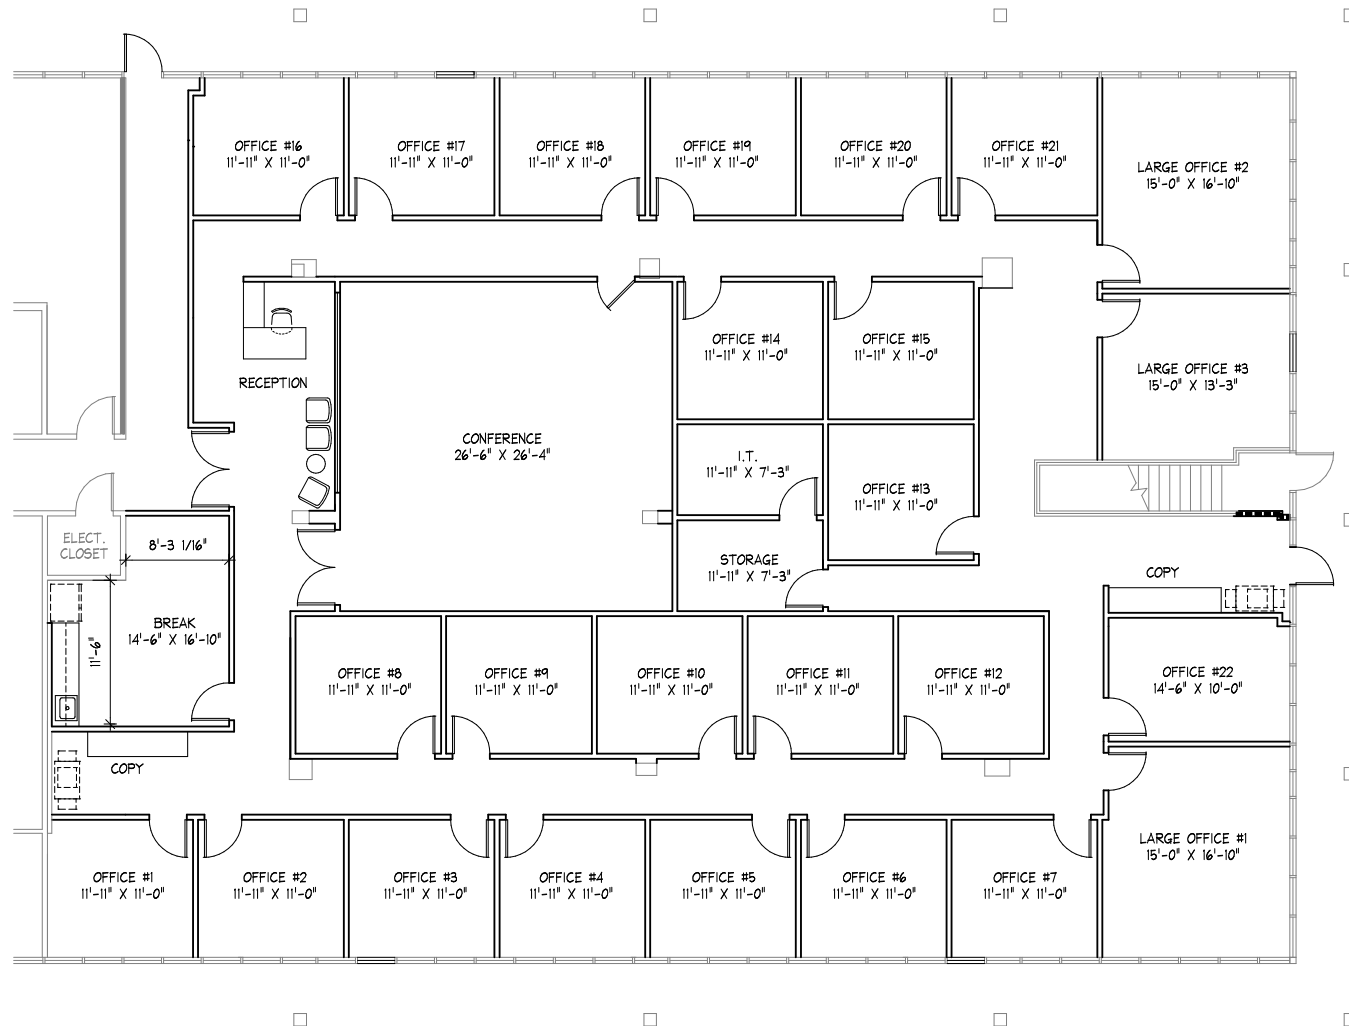 OFFICE #16
11'-11" X 11'-0"
OFFICE #17
11'-11" X 11'-0"
OFFICE #18
11'-11" X 11'-0"
OFFICE #19
11'-11" X 11'-0"
OFFICE #20
11'-11" X 11'-0"
OFFICE #21
11'-11" X 11'-0"
LARGE OFFICE #2
15'-0" X 16'-10"
OFFICE #14
11'-11" X 11'-0"
OFFICE #15
11'-11" X 11'-0"
LARGE OFFICE #3
15'-0" X 13'-3"
RECEPTION
CONFERENCE
26'-6" X 26'-4"
I.T.
11'-11" X 7'-3"
OFFICE #13
11'-11" X 11'-0"
ELECT.
CLOSET
8'-3 1/16"
STORAGE
11'-11" X 7'-3"
COPY
BREAK
14'-6" X 16'-10"
11'-6"
OFFICE #8
11'-11" X 11'-0"
OFFICE #9
11'-11" X 11'-0"
OFFICE #10
11'-11" X 11'-0"
OFFICE #11
11'-11" X 11'-0"
OFFICE #12
11'-11" X 11'-0"
OFFICE #22
14'-6" X 10'-0"
COPY
LARGE OFFICE #1
15'-0" X 16'-10"
OFFICE #1
11'-11" X 11'-0"
OFFICE #2
11'-11" X 11'-0"
OFFICE #3
11'-11" X 11'-0"
OFFICE #4
11'-11" X 11'-0"
OFFICE #5
11'-11" X 11'-0"
OFFICE #6
11'-11" X 11'-0"
OFFICE #7
11'-11" X 11'-0"